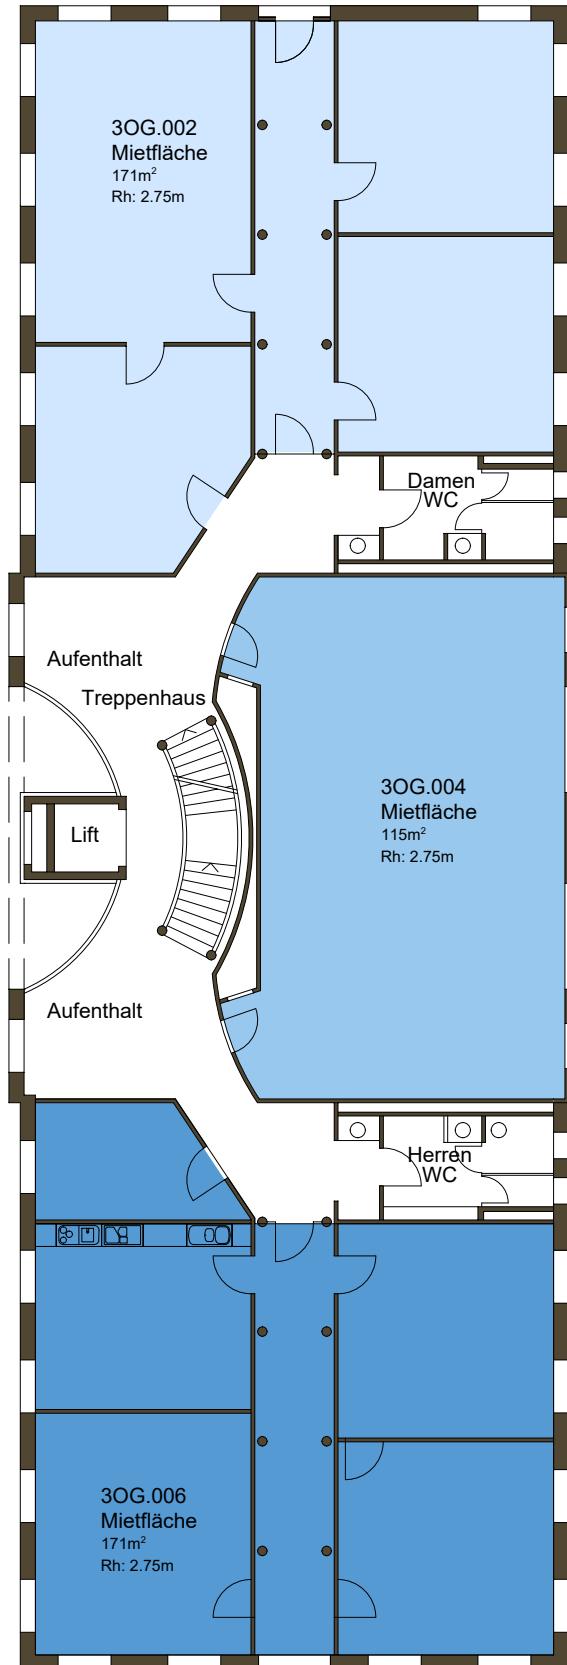 3OG.002
Mietfläche
171m²
Rh: 2.75m
Damen
WC
Aufenthalt
Treppenhaus
3OG.004
Mietfläche
115m²
Rh: 2.75m
Lift
Aufenthalt
Herren
WC
3OG.006
Mietfläche
171m²
Rh: 2.75m